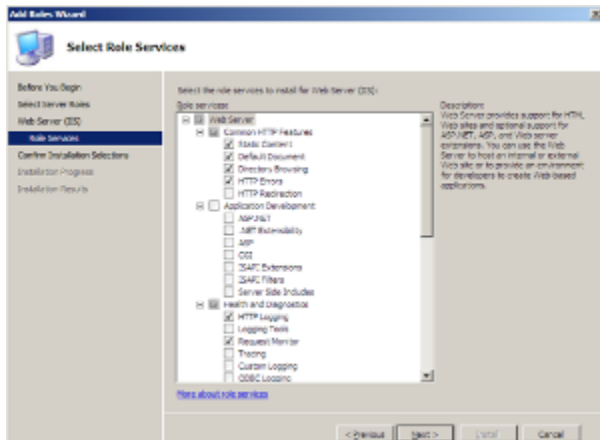 Add Roles Wizard
Select Role Services
Before You Begin
Select Server Roles
Web Server (IIS)
Role Services
Confirm Installation Selections
Installation Progress
Installation Results
Select the role services to install for Web Server (IIS):
Role services:
Web Server
Common HTTP Features
Static Content
Default Document
Directory Browsing
HTTP Errors
HTTP Redirection
Application Development
ASP.NET
.NET Extensibility
ASP
CGI
ISAPI Extensions
ISAPI Filters
Server Side Includes
Health and Diagnostics
HTTP Logging
Logging Tools
Request Monitor
Tracing
Custom Logging
ODBC Logging
More about role services
Description:
Web Server provides support for HTML
Web sites and optional support for
ASP.NET, ASP, and Web server
extensions. You can use the Web
Server to host an internal or external
Web site or to provide an environment
for developers to create Web-based
applications.
< Previous
Next >
Install
Cancel